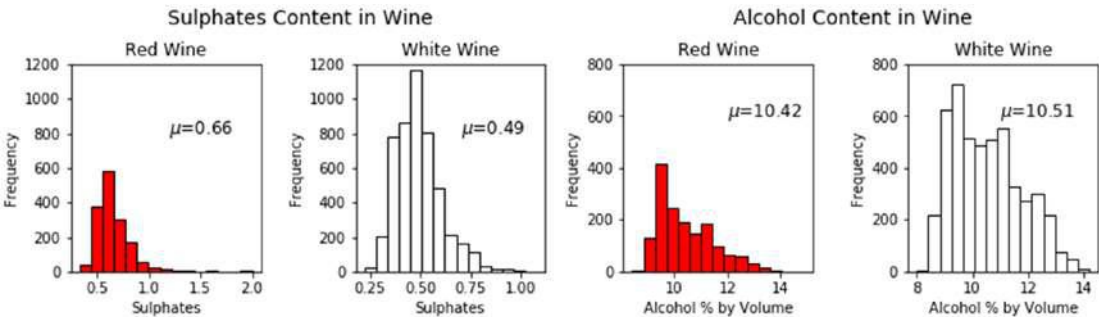 Sulphates Content in Wine
Red Wine
1200
1000
800
600
400
200
0
Frequency
μ=0.66
0.5 1.0 1.5 2.0
Sulphates
White Wine
1200
1000
800
600
400
200
0
Frequency
μ=0.49
0.25 0.50 0.75 1.00
Sulphates
Alcohol Content in Wine
Red Wine
800
600
400
200
0
Frequency
μ=10.42
10 12 14
Alcohol % by Volume
White Wine
800
600
400
200
0
Frequency
μ=10.51
8 10 12 14
Alcohol % by Volume